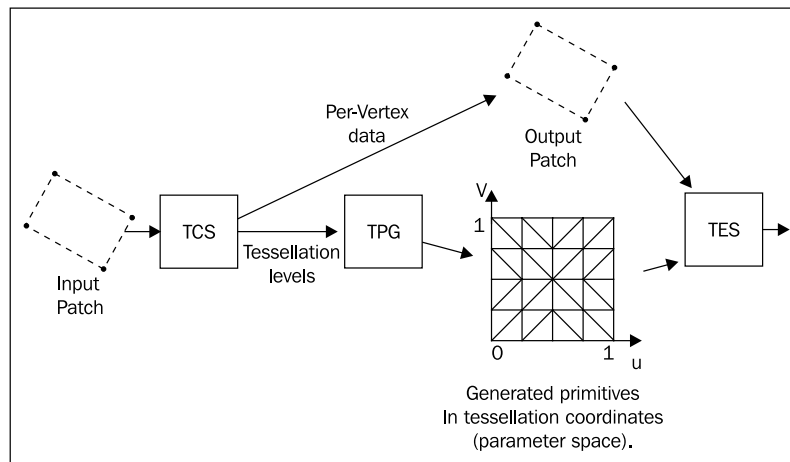 Per-Vertex
data
Output
Patch
Input
Patch
TCS
Tessellation
levels
TPG
V
1
0
1
u
TES
Generated primitives
In tessellation coordinates
(parameter space).